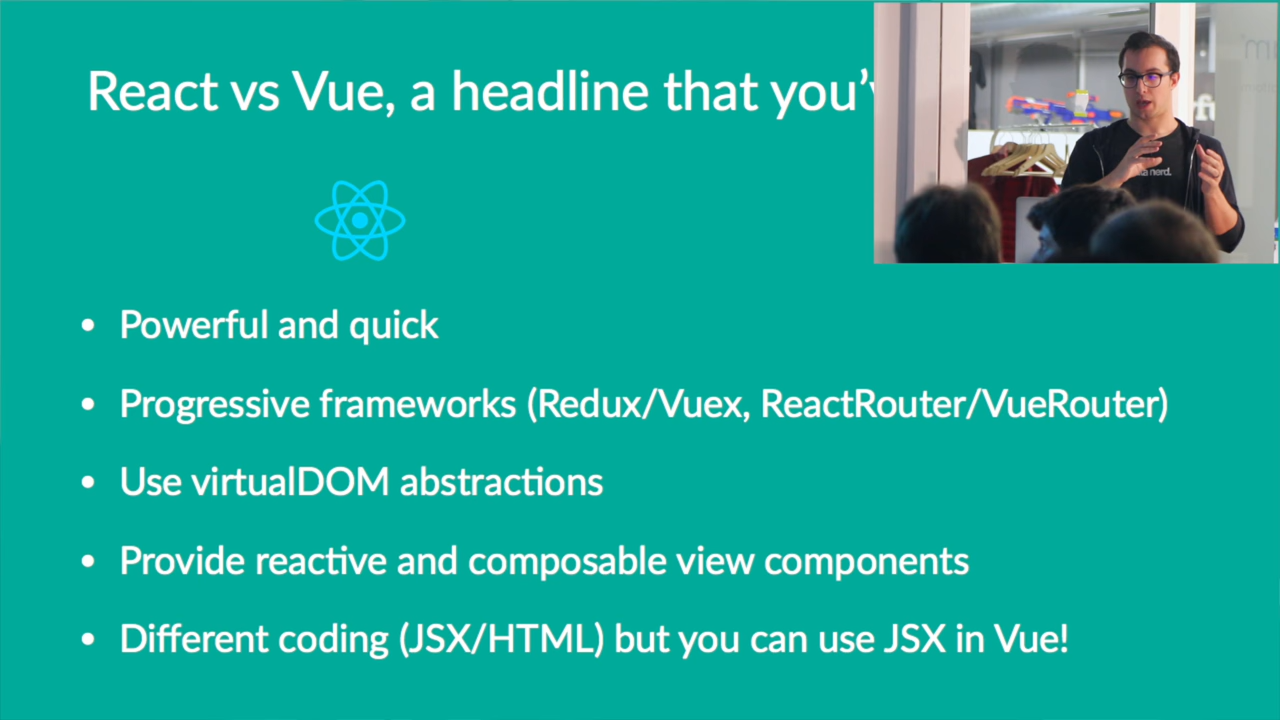 React vs Vue, a headline that you'
• Powerful and quick
• Progressive frameworks (Redux/Vuex, ReactRouter/VueRouter)
• Use virtualDOM abstractions
• Provide reactive and composable view components
• Different coding (JSX/HTML) but you can use JSX in Vue!
nerd.